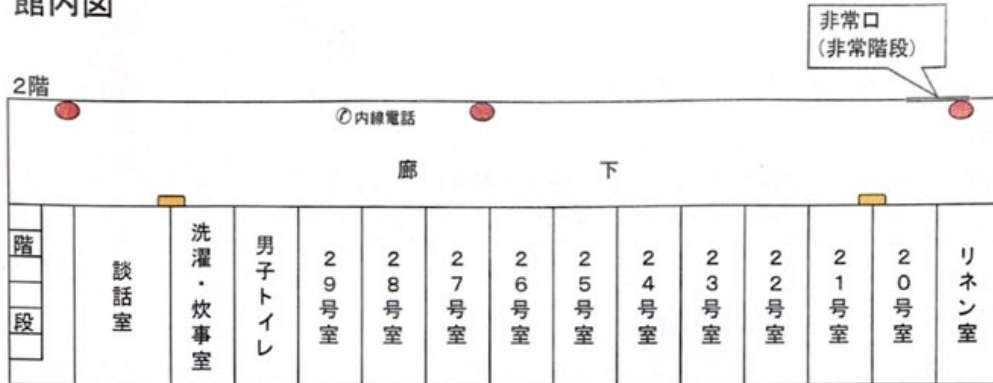 館内図
非常口
(非常階段)
2階
✆内線電話
廊下
階段
談話室
洗濯・炊事室
男子トイレ
29号室
28号室
27号室
26号室
25号室
24号室
23号室
22号室
21号室
20号室
リネン室